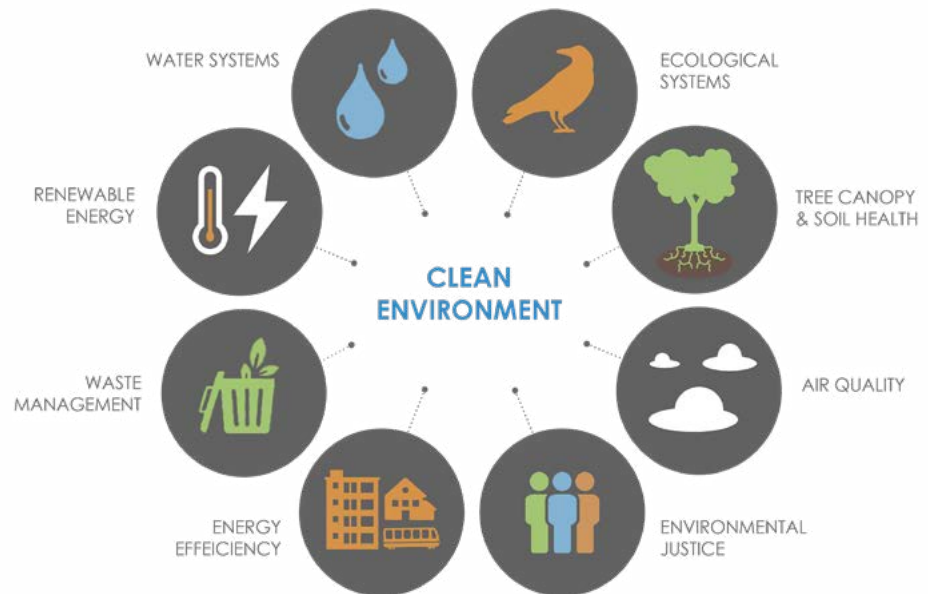 WATER SYSTEMS
ECOLOGICAL
SYSTEMS
RENEWABLE
ENERGY
TREE CANOPY
& SOIL HEALTH
CLEAN
ENVIRONMENT
WASTE
MANAGEMENT
AIR QUALITY
ENERGY
EFFEICIENCY
ENVIRONMENTAL
JUSTICE